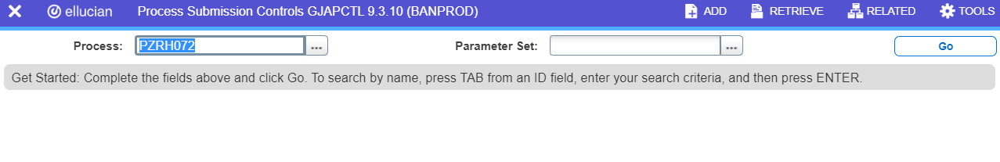 ellucian Process Submission Controls GJAPCTL 9.3.10 (BANPROD) ADD RETRIEVE RELATED TOOLS
Process: PZRH072 ... Parameter Set: ... Go
Get Started: Complete the fields above and click Go. To search by name, press TAB from an ID field, enter your search criteria, and then press ENTER.